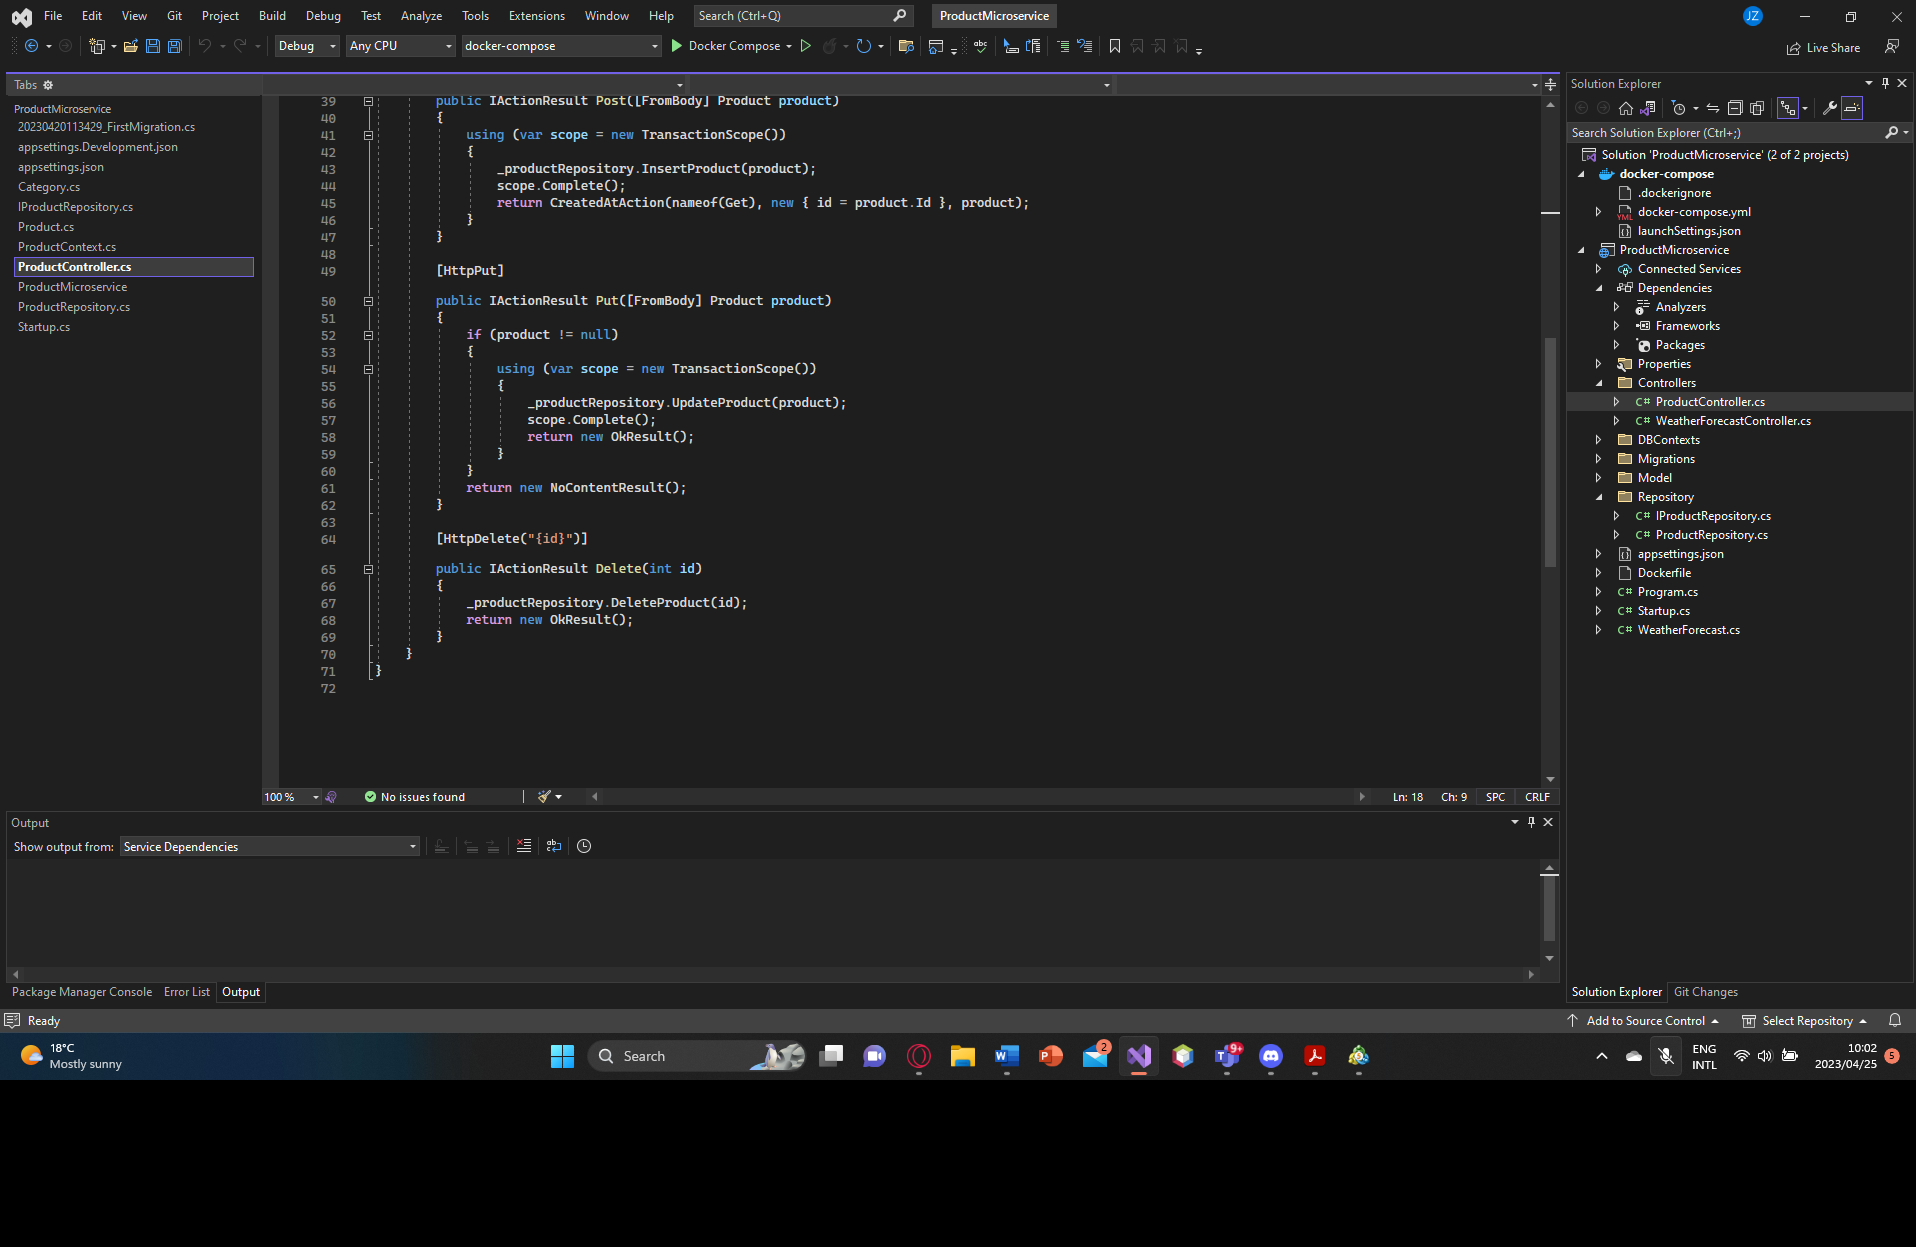 File Edit View Git Project Build Debug Test Analyze Tools Extensions Window Help Search (Ctrl+Q) ProductMicroservice JZ
Debug Any CPU docker-compose Docker Compose Live Share
Tabs
ProductMicroservice
20230420113429_FirstMigration.cs
appsettings.Development.json
appsettings.json
Category.cs
IProductRepository.cs
Product.cs
ProductContext.cs
ProductController.cs
ProductMicroservice
ProductRepository.cs
Startup.cs
39 public IActionResult Post([FromBody] Product product)
40 {
41 using (var scope = new TransactionScope())
42 {
43 _productRepository.InsertProduct(product);
44 scope.Complete();
45 return CreatedAtAction(nameof(Get), new { id = product.Id }, product);
46 }
47 }
48
49 [HttpPut]
50 public IActionResult Put([FromBody] Product product)
51 {
52 if (product != null)
53 {
54 using (var scope = new TransactionScope())
55 {
56 _productRepository.UpdateProduct(product);
57 scope.Complete();
58 return new OkResult();
59 }
60 }
61 return new NoContentResult();
62 }
63
64 [HttpDelete("{id}")]
65 public IActionResult Delete(int id)
66 {
67 _productRepository.DeleteProduct(id);
68 return new OkResult();
69 }
70 }
71 }
72
100 % No issues found Ln: 18 Ch: 9 SPC CRLF
Output
Show output from: Service Dependencies
Package Manager Console Error List Output
Solution Explorer
Search Solution Explorer (Ctrl+;)
Solution 'ProductMicroservice' (2 of 2 projects)
docker-compose
.dockerignore
docker-compose.yml
launchSettings.json
ProductMicroservice
Connected Services
Dependencies
Analyzers
Frameworks
Packages
Properties
Controllers
C# ProductController.cs
C# WeatherForecastController.cs
DBContexts
Migrations
Model
Repository
C# IProductRepository.cs
C# ProductRepository.cs
appsettings.json
Dockerfile
C# Program.cs
C# Startup.cs
C# WeatherForecast.cs
Solution Explorer Git Changes
Ready Add to Source Control Select Repository
18°C
Mostly sunny
Search
2
9+
ENG
INTL
10:02
2023/04/25
5